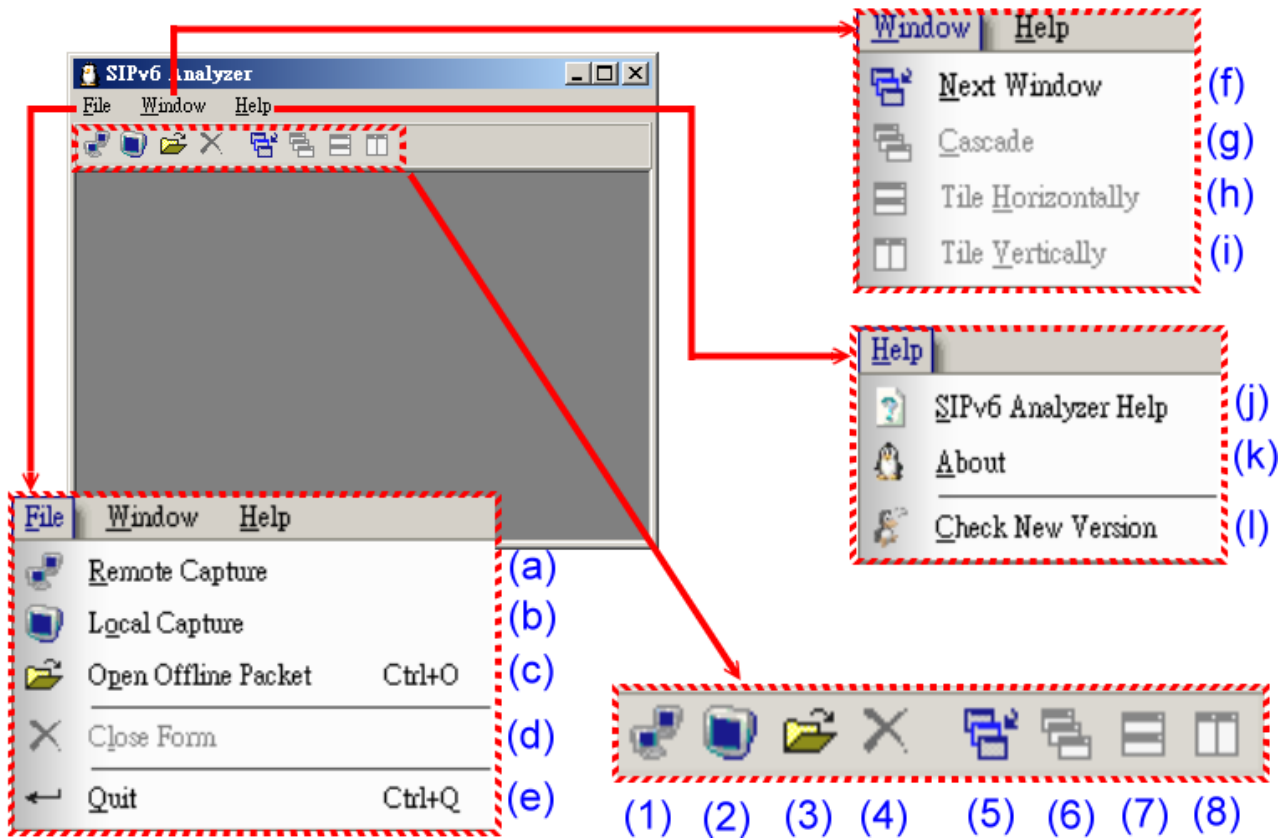 SIPv6 Analyzer
File Window Help
Window Help
Next Window (f)
Cascade (g)
Tile Horizontally (h)
Tile Vertically (i)
Help
SIPv6 Analyzer Help (j)
About (k)
Check New Version (l)
File Window Help
Remote Capture (a)
Local Capture (b)
Open Offline Packet Ctrl+O (c)
Close Form (d)
Quit Ctrl+Q (e)
(1) (2) (3) (4) (5) (6) (7) (8)